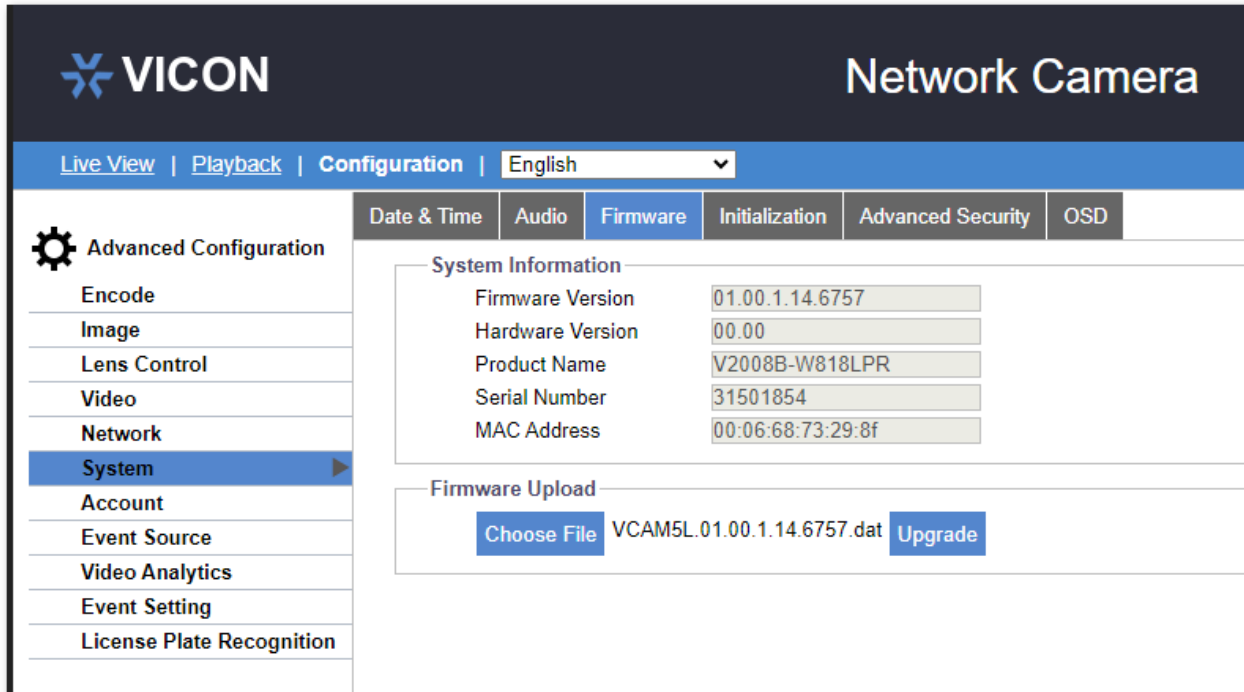 VICON
Network Camera
Live View | Playback | Configuration | English
Date & Time Audio Firmware Initialization Advanced Security OSD
Advanced Configuration
Encode
Image
Lens Control
Video
Network
System
Account
Event Source
Video Analytics
Event Setting
License Plate Recognition
System Information
Firmware Version 01.00.1.14.6757
Hardware Version 00.00
Product Name V2008B-W818LPR
Serial Number 31501854
MAC Address 00:06:68:73:29:8f
Firmware Upload
Choose File VCAM5L.01.00.1.14.6757.dat Upgrade